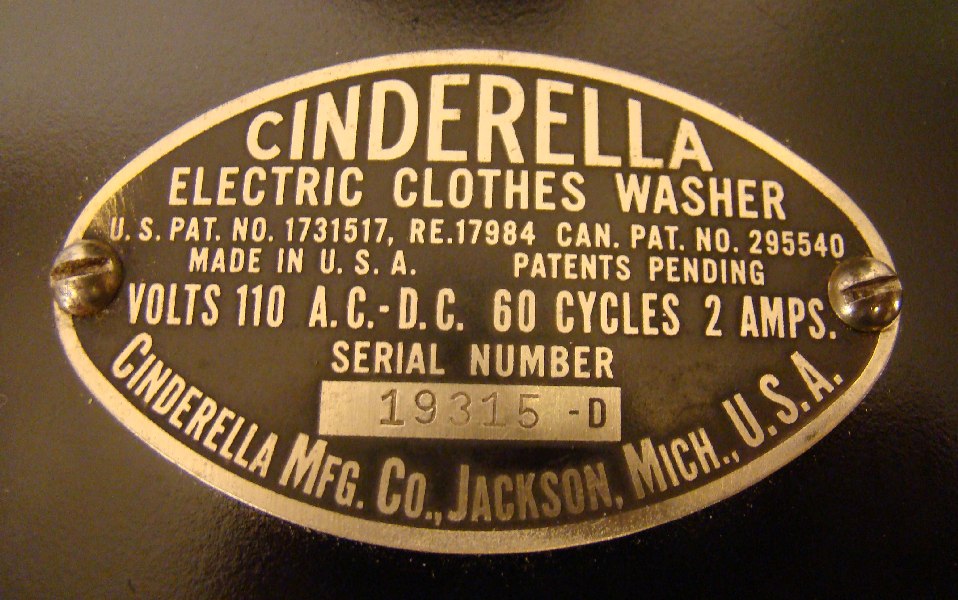 CINDERELLA
ELECTRIC CLOTHES WASHER
U. S. PAT. NO. 1731517, RE.17984 CAN. PAT. NO. 295540
MADE IN U. S. A. PATENTS PENDING
VOLTS 110 A.C.-D.C. 60 CYCLES 2 AMPS.
SERIAL NUMBER
19315 -D
CINDERELLA MFG. CO., JACKSON, MICH., U.S.A.